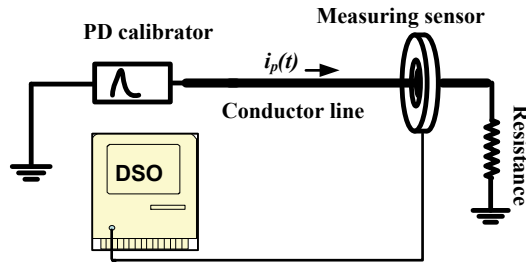 Measuring sensor
PD calibrator
i_p(t)
Conductor line
Resistance
DSO